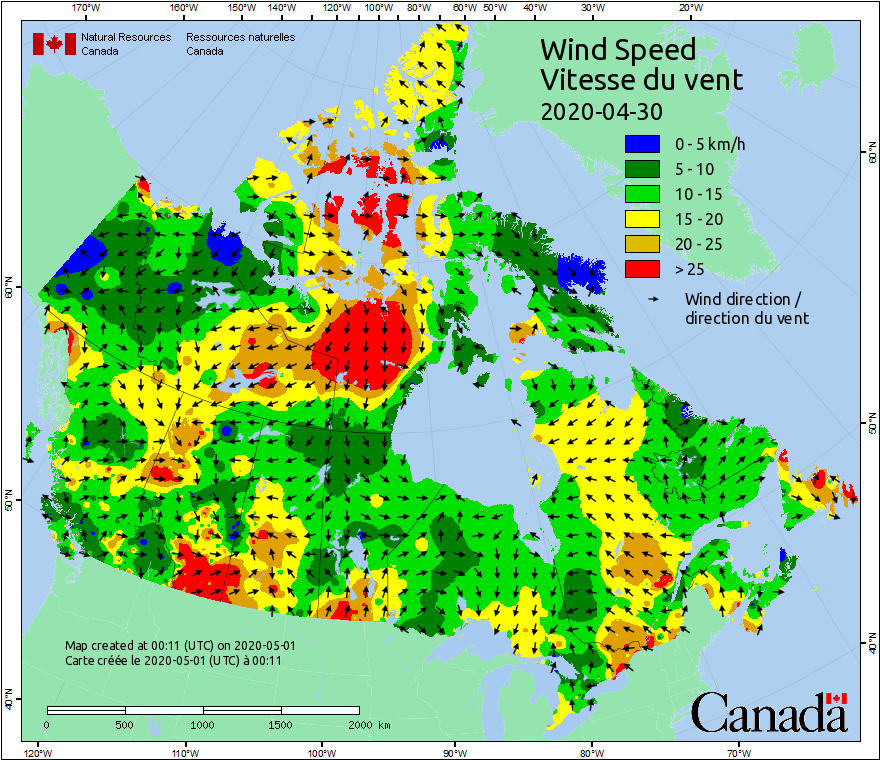 170°W 160°W 150°W 140°W 120°W 100°W 80°W 60°W 50°W 40°W 30°W 20°W
Natural Resources Ressources naturelles
Canada Canada
Wind Speed
Vitesse du vent
2020-04-30
0 - 5 km/h
5 - 10
10 - 15
15 - 20
20 - 25
> 25
Wind direction /
direction du vent
60°N
50°N
40°N
60°N
50°N
40°N
Map created at 00:11 (UTC) on 2020-05-01
Carte créée le 2020-05-01 (UTC) à 00:11
0 500 1000 1500 2000 km
Canada
120°W 110°W 100°W 90°W 80°W 70°W